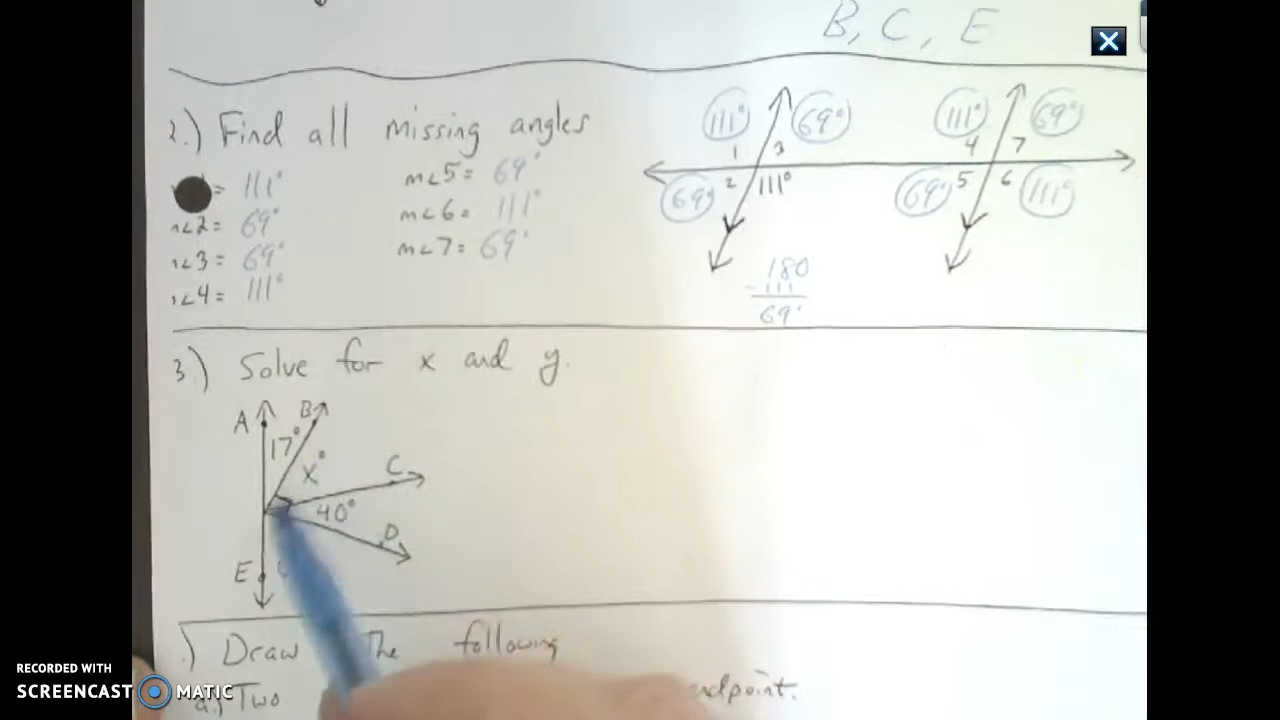 B, C, E
2.) Find all missing angles
= 111°
m<2 = 69°
m<3 = 69°
m<4 = 111°
m<5 = 69°
m<6 = 111°
m<7 = 69°
111° 69°
1 3
69° 2 111°
180
- 111
69°
111° 69°
4 7
69° 5 6 111°
3.) Solve for x and y.
A B
17°
x°
C
40°
D
E
.) Draw the following
a.) Two endpoint.
RECORDED WITH
SCREENCAST MATIC